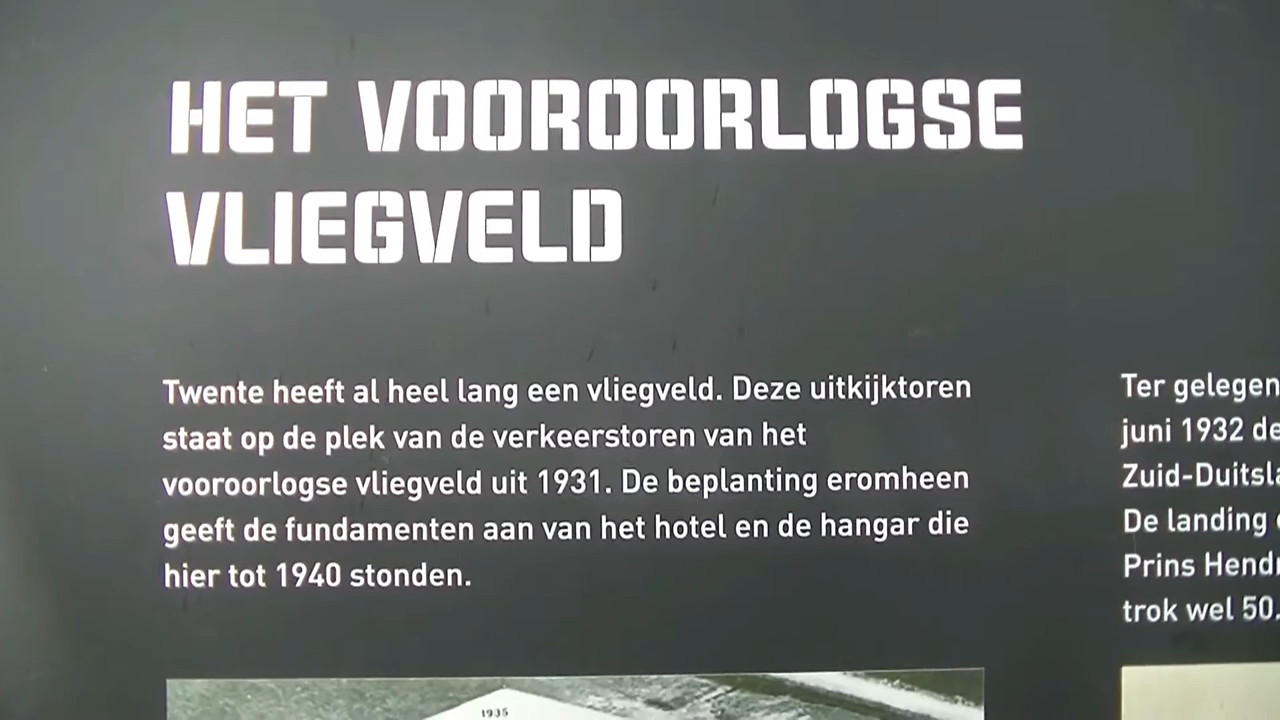 HET VOOROORLOGSE
VLIEGVELD
Twente heeft al heel lang een vliegveld. Deze uitkijktoren
staat op de plek van de verkeerstoren van het
vooroorlogse vliegveld uit 1931. De beplanting eromheen
geeft de fundamenten aan van het hotel en de hangar die
hier tot 1940 stonden.
Ter gelegen
juni 1932 de
Zuid-Duitsla
De landing
Prins Hend
trok wel 50.
1935